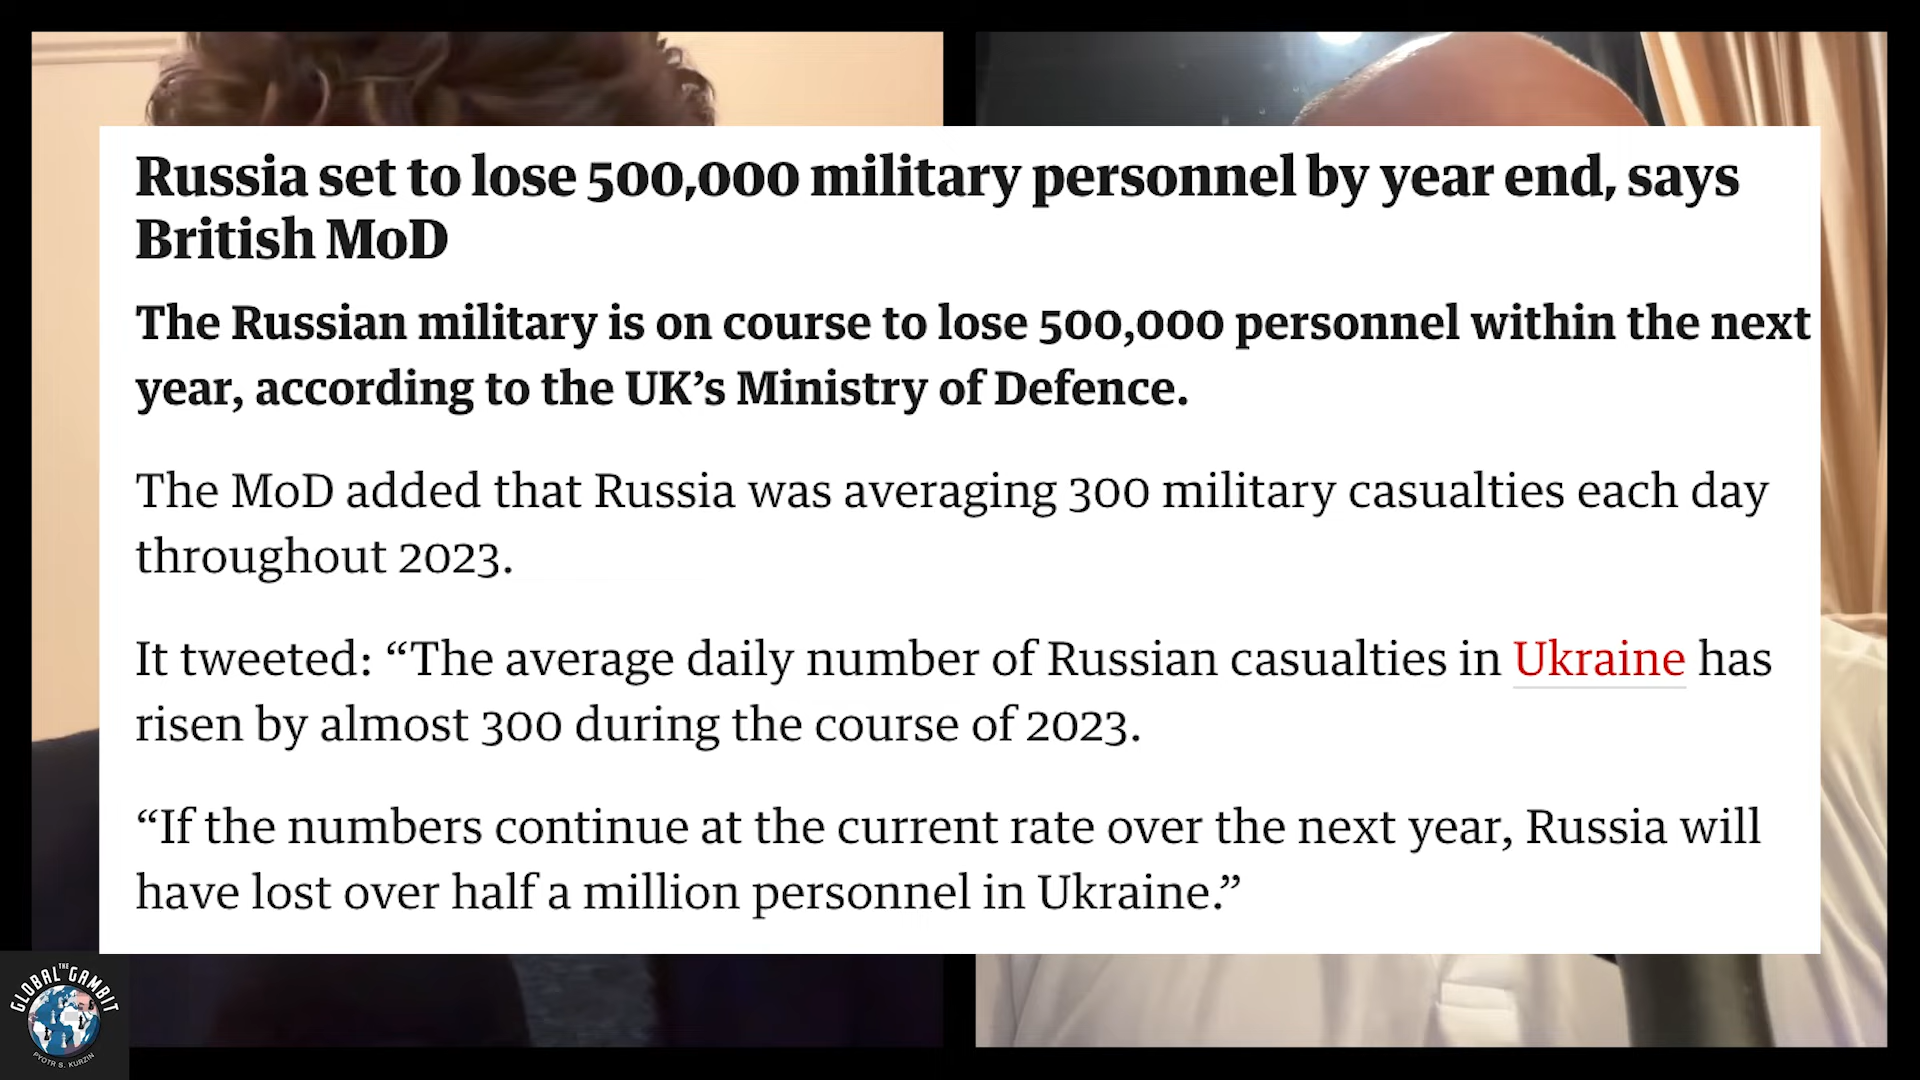 Russia set to lose 500,000 military personnel by year end, says
British MoD
The Russian military is on course to lose 500,000 personnel within the next
year, according to the UK’s Ministry of Defence.
The MoD added that Russia was averaging 300 military casualties each day
throughout 2023.
It tweeted: “The average daily number of Russian casualties in Ukraine has
risen by almost 300 during the course of 2023.
“If the numbers continue at the current rate over the next year, Russia will
have lost over half a million personnel in Ukraine.”
THE
GLOBAL GAMBIT
PYOTR S. KURZIN